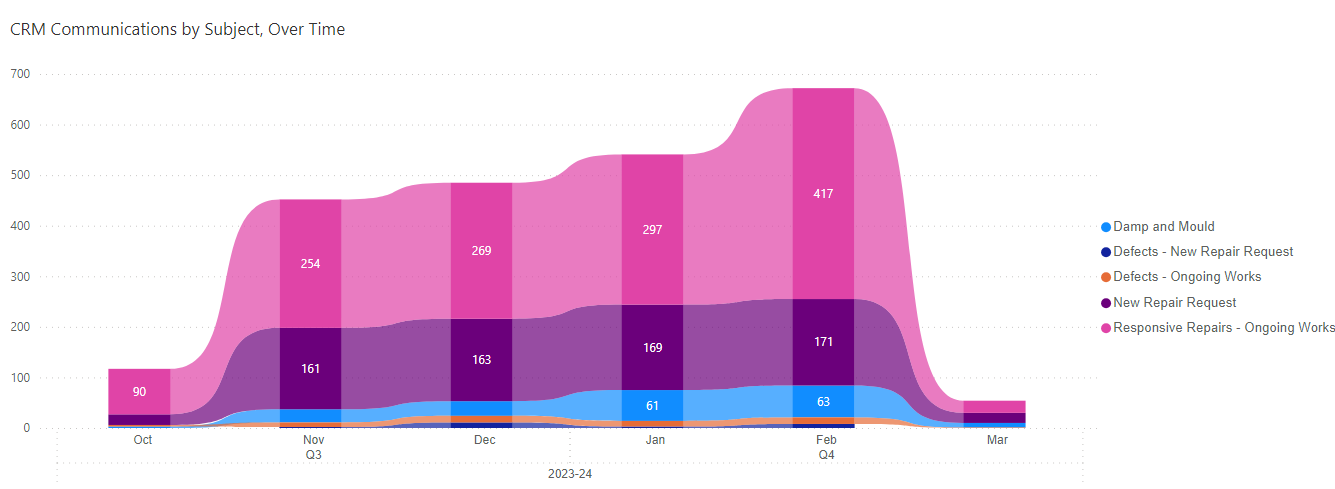 CRM Communications by Subject, Over Time
700
600
500
400
300
200
100
0
90
254
161
269
163
297
169
61
417
171
63
Oct
Nov
Dec
Jan
Feb
Mar
Q3
Q4
2023-24
Damp and Mould
Defects - New Repair Request
Defects - Ongoing Works
New Repair Request
Responsive Repairs - Ongoing Works